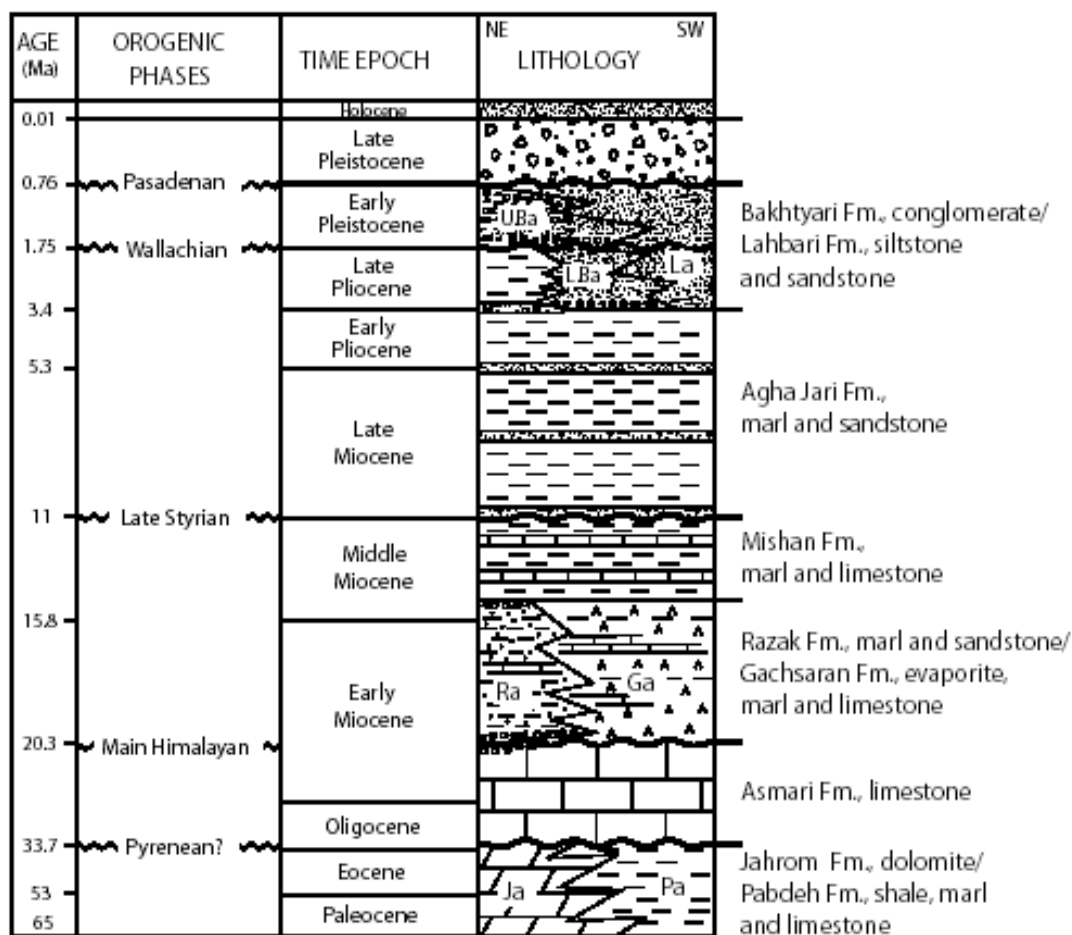 AGE
(Ma)
OROGENIC
PHASES
TIME EPOCH
NE
SW
LITHOLOGY
Holocene
0.01
Late
Pleistocene
0.76
Pasadenan
Early
Pleistocene
UBa
Bakhtyari Fm., conglomerate/
Lahbari Fm., siltstone
and sandstone
1.75
Wallachian
Late
Pliocene
LBa
La
3.4
Early
Pliocene
5.3
Agha Jari Fm.,
marl and sandstone
Late
Miocene
11
Late Styrian
Mishan Fm.,
marl and limestone
Middle
Miocene
15.8
Razak Fm., marl and sandstone/
Gachsaran Fm., evaporite,
marl and limestone
Early
Miocene
Ra
Ga
20.3
Main Himalayan
Asmari Fm., limestone
Oligocene
33.7
Pyrenean?
Jahrom Fm., dolomite/
Pabdeh Fm., shale, marl
and limestone
Eocene
Ja
Pa
53
Paleocene
65